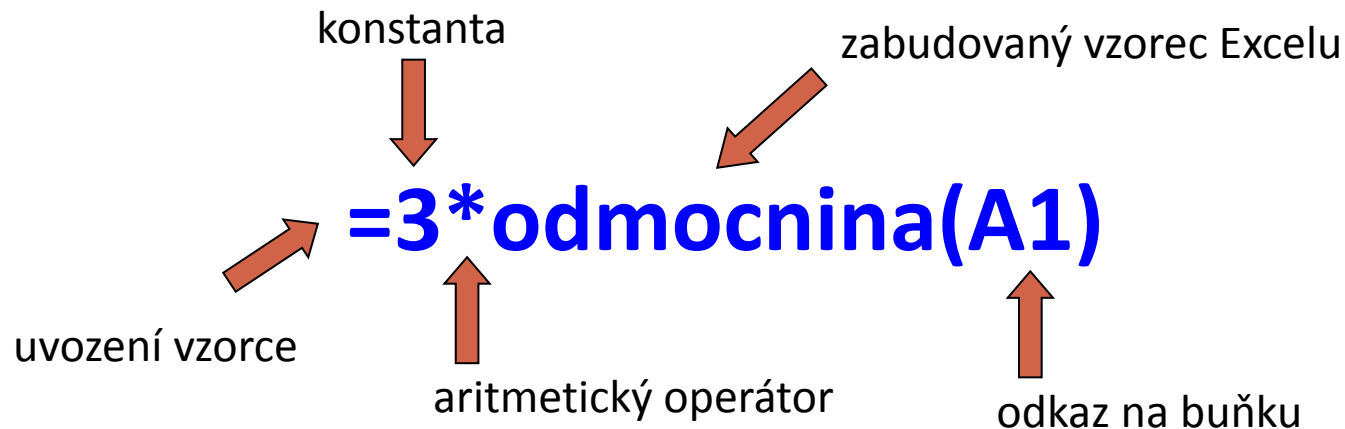 konstanta
zabudovaný vzorec Excelu
=3*odmocnina(A1)
uvození vzorce
aritmetický operátor
odkaz na buňku